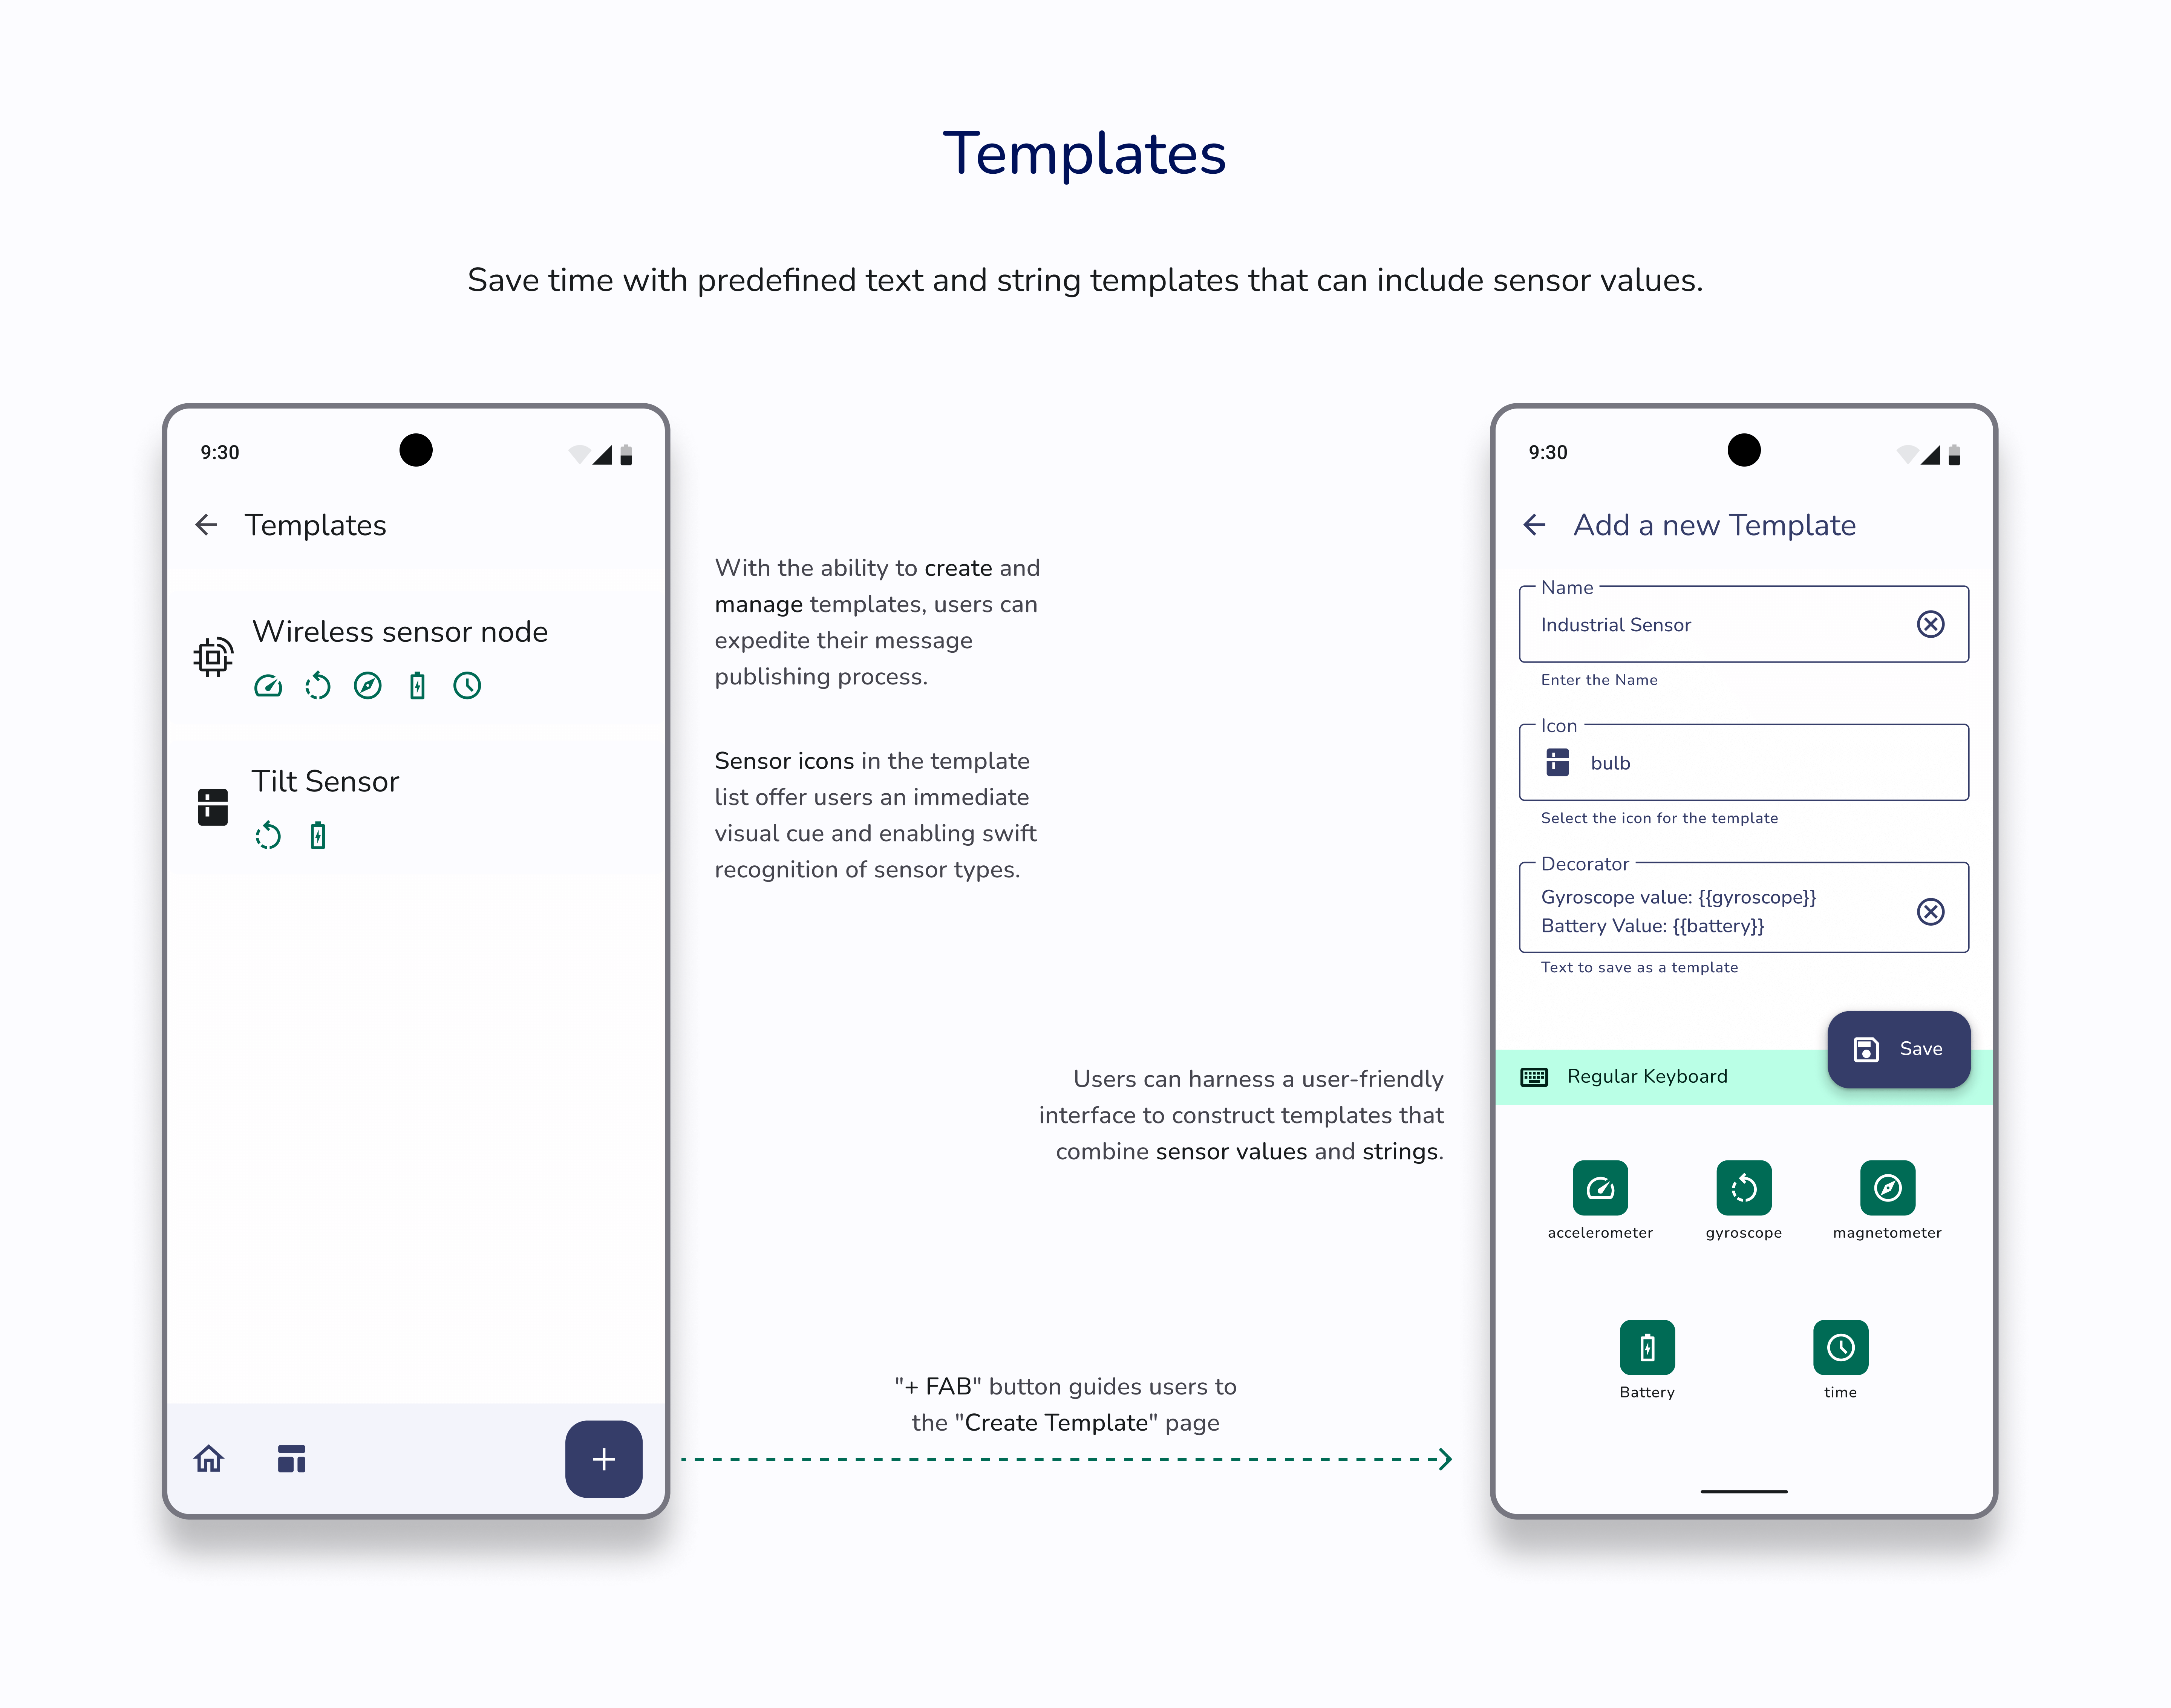 Templates
Save time with predefined text and string templates that can include sensor values.
9:30
Templates
Wireless sensor node
Tilt Sensor
With the ability to create and
manage templates, users can
expedite their message
publishing process.
Sensor icons in the template
list offer users an immediate
visual cue and enabling swift
recognition of sensor types.
Users can harness a user-friendly
interface to construct templates that
combine sensor values and strings.
"+ FAB" button guides users to
the "Create Template" page
9:30
Add a new Template
Name
Industrial Sensor
Enter the Name
Icon
bulb
Select the icon for the template
Decorator
Gyroscope value: {{gyroscope}}
Battery Value: {{battery}}
Text to save as a template
Save
Regular Keyboard
accelerometer
gyroscope
magnetometer
Battery
time